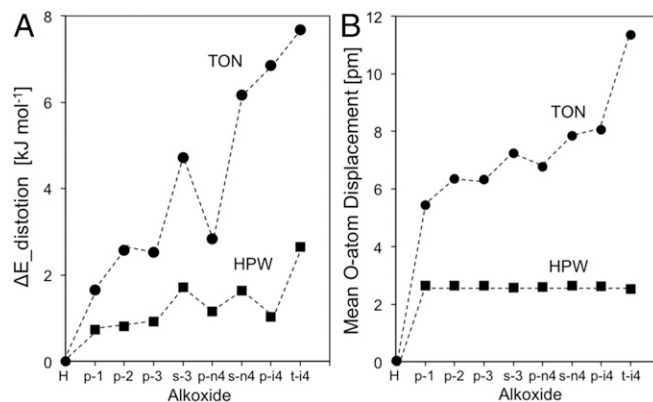 A
8
6
4
2
0
ΔE_distotion [kJ mol-1]
TON
HPW
H p-1 p-2 p-3 s-3 p-n4 s-n4 p-i4 t-i4
Alkoxide
B
12
10
8
6
4
2
0
Mean O-atom Displacement [pm]
TON
HPW
H p-1 p-2 p-3 s-3 p-n4 s-n4 p-i4 t-i4
Alkoxide